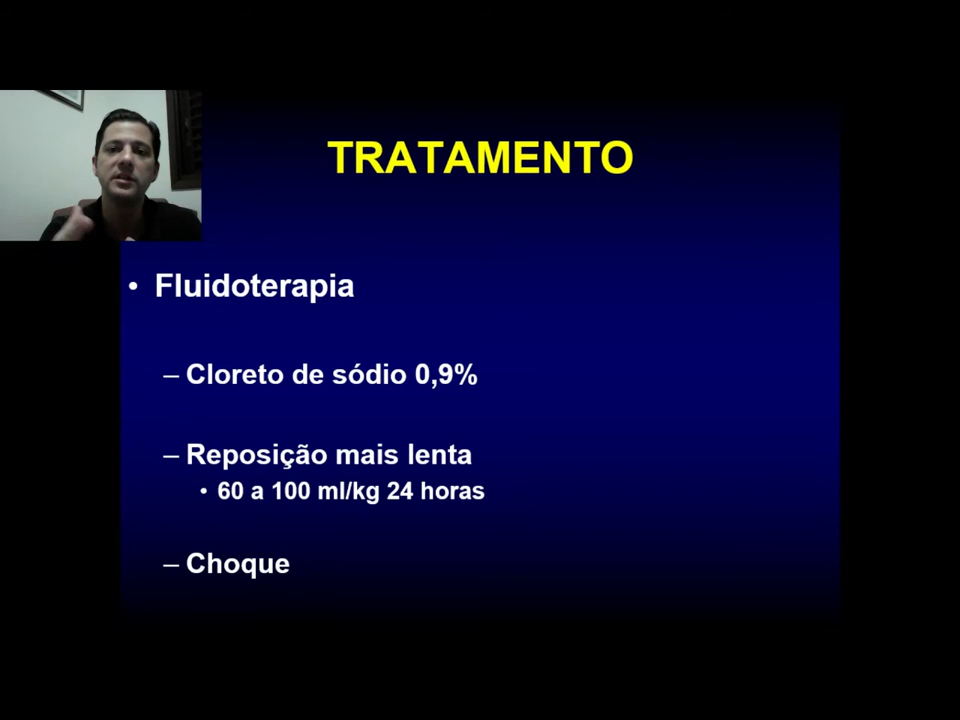 TRATAMENTO
• Fluidoterapia
– Cloreto de sódio 0,9%
– Reposição mais lenta
• 60 a 100 ml/kg 24 horas
– Choque